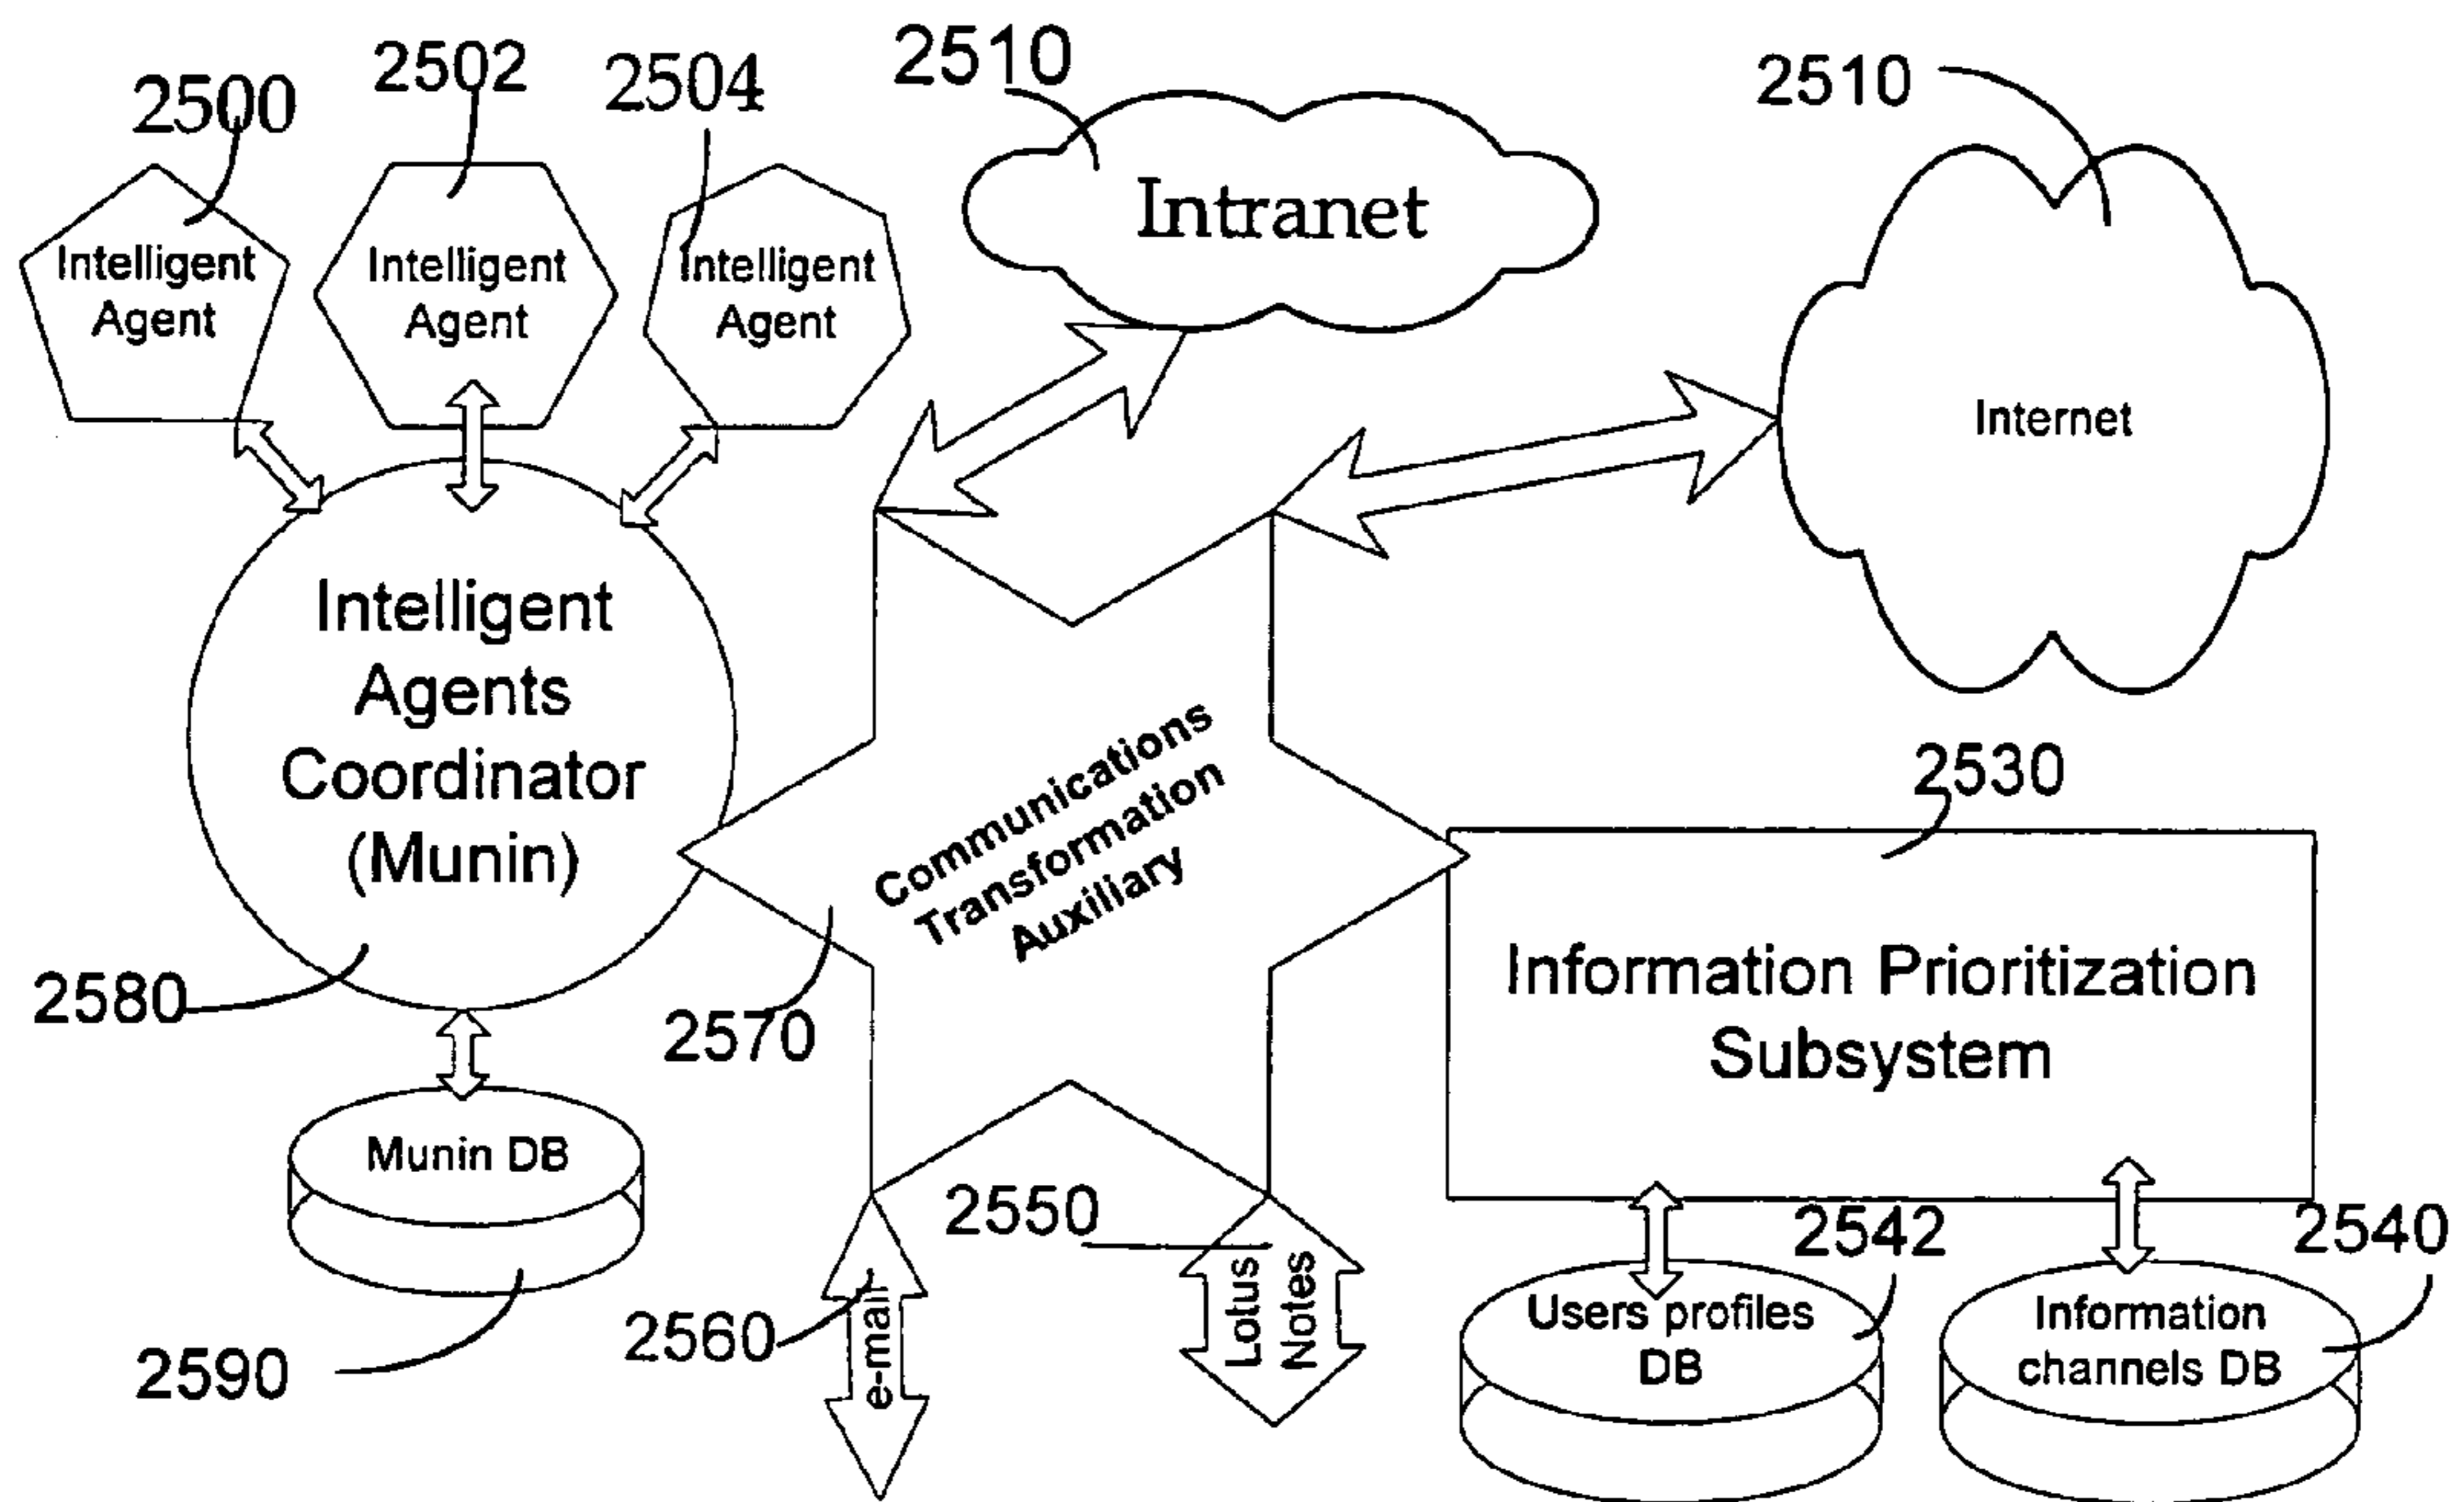 2500
2502
2504
2510
2510
Intelligent
Agent
Intelligent
Agent
Intelligent
Agent
Intranet
Internet
Intelligent
Agents
Coordinator
(Munin)
Communications
Transformation
Auxiliary
2530
Information Prioritization
Subsystem
2580
2570
Munin DB
2590
2560
e-mail
2550
Lotus
Notes
2542
2540
Users profiles
DB
Information
channels DB